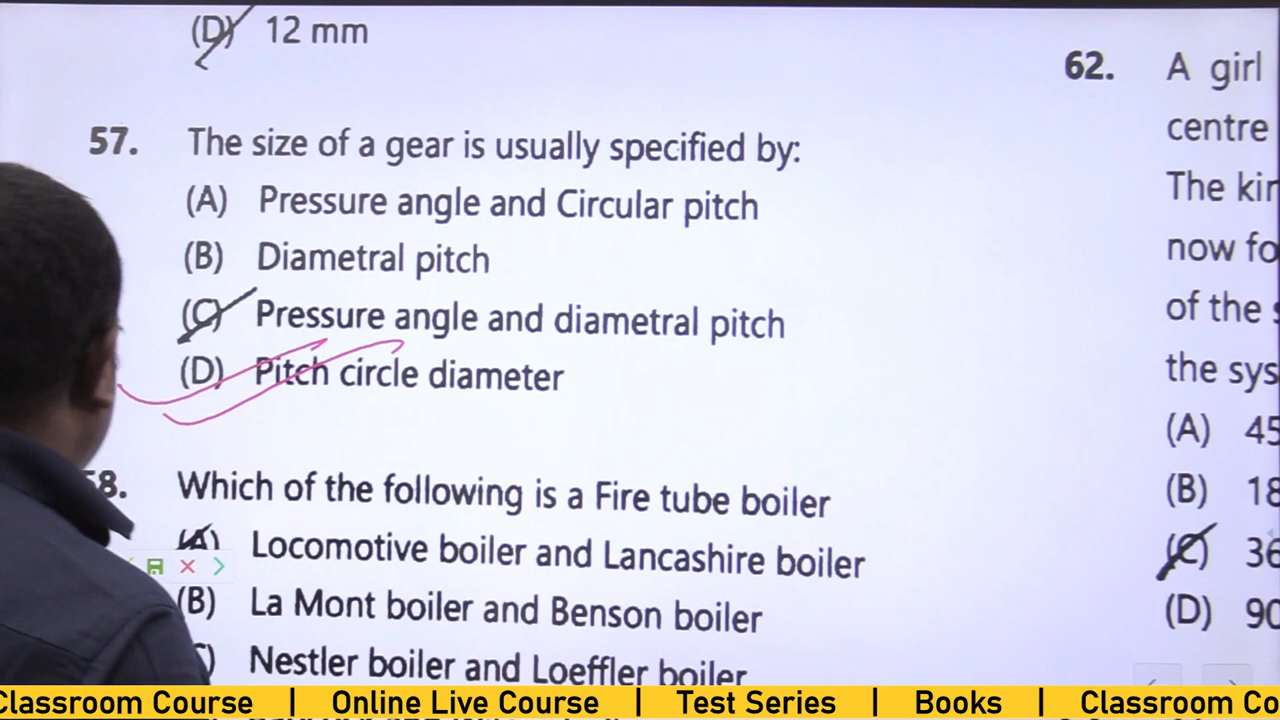 (D) 12 mm
57. The size of a gear is usually specified by:
(A) Pressure angle and Circular pitch
(B) Diametral pitch
(C) Pressure angle and diametral pitch
(D) Pitch circle diameter
58. Which of the following is a Fire tube boiler
(A) Locomotive boiler and Lancashire boiler
(B) La Mont boiler and Benson boiler
Nestler boiler and Loeffler boiler
62. A girl
centre
The
now
of the
the
(A) 45
(B) 18
(C) 36
(D) 90
Classroom Course | Online Live Course | Test Series | Books | Classroom Co